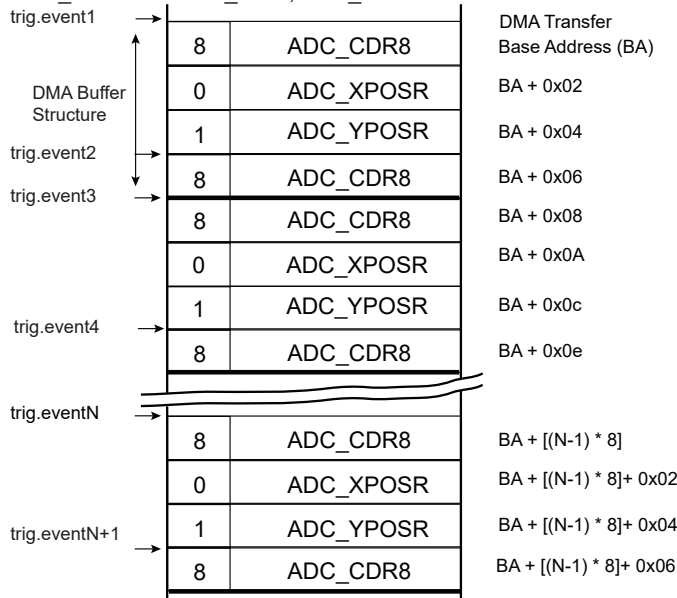 trig.event1
DMA Transfer
Base Address (BA)
8 ADC_CDR8
DMA Buffer
Structure
0 ADC_XPOSR BA + 0x02
1 ADC_YPOSR BA + 0x04
trig.event2
8 ADC_CDR8 BA + 0x06
trig.event3
8 ADC_CDR8 BA + 0x08
0 ADC_XPOSR BA + 0x0A
1 ADC_YPOSR BA + 0x0c
trig.event4
8 ADC_CDR8 BA + 0x0e
trig.eventN
8 ADC_CDR8 BA + [(N-1) * 8]
0 ADC_XPOSR BA + [(N-1) * 8]+ 0x02
1 ADC_YPOSR BA + [(N-1) * 8]+ 0x04
trig.eventN+1
8 ADC_CDR8 BA + [(N-1) * 8]+ 0x06